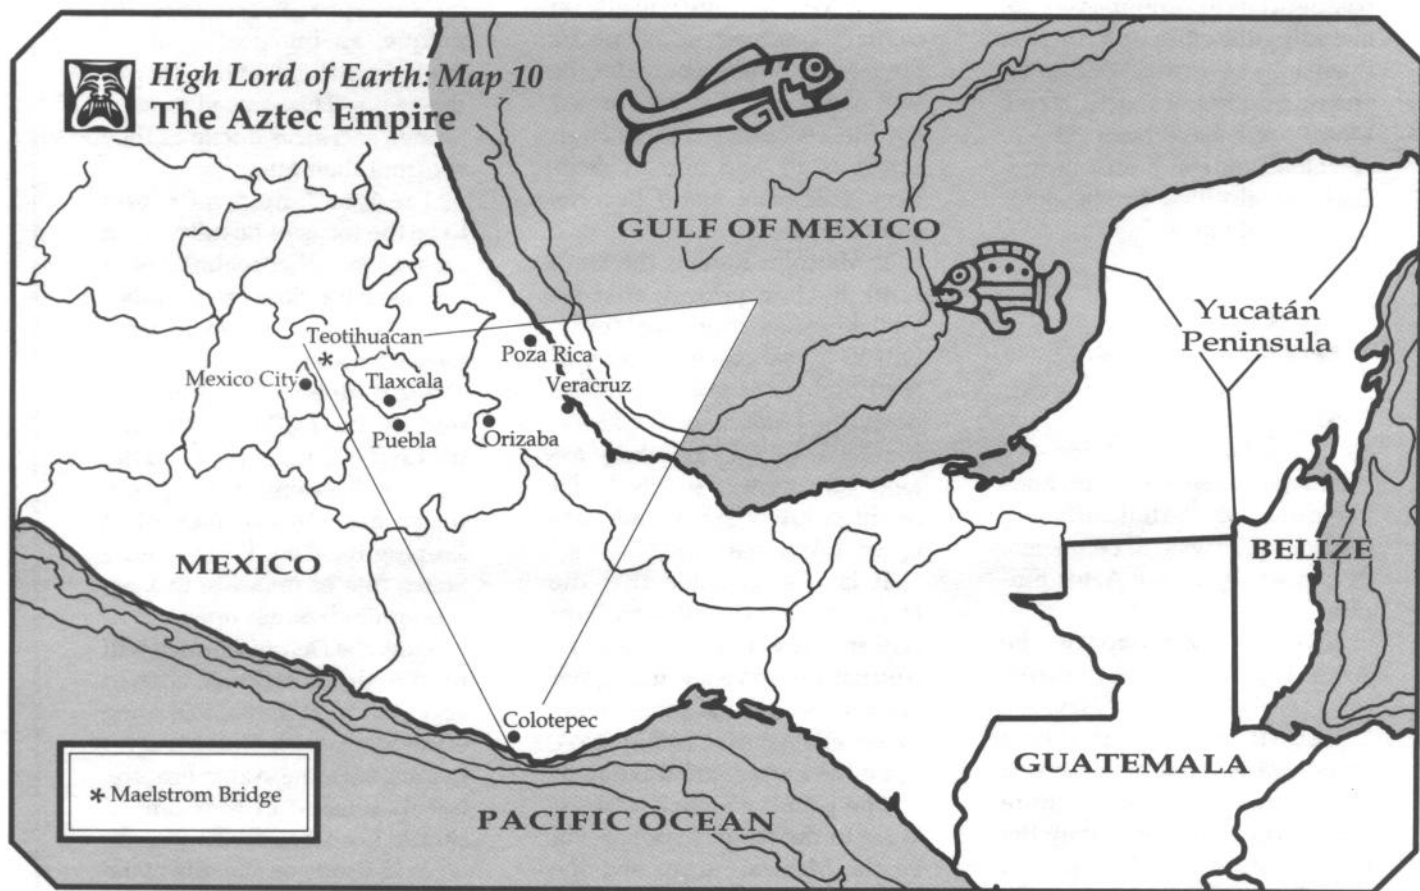 High Lord of Earth: Map 10
The Aztec Empire
GULF OF MEXICO
Yucatán
Peninsula
Teotihuacan
Poza Rica
Mexico City
Tlaxcala
Veracruz
Puebla
Orizaba
BELIZE
MEXICO
Colotepec
GUATEMALA
* Maelstrom Bridge
PACIFIC OCEAN